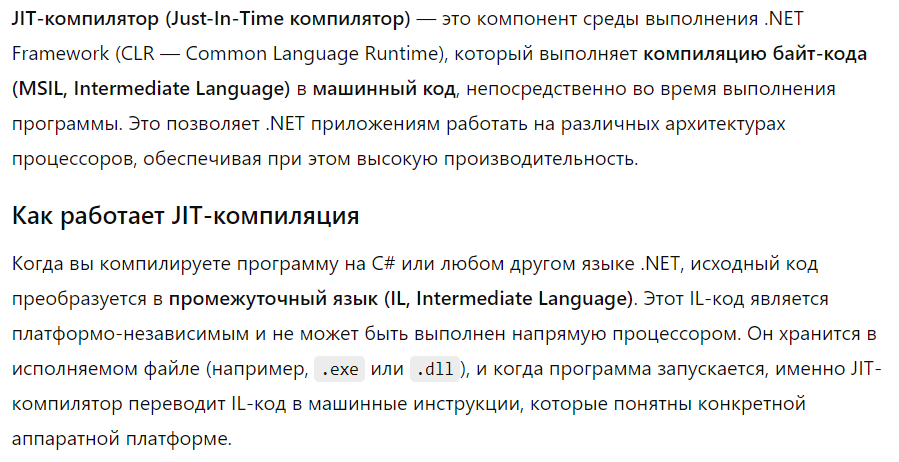 JIT-компилятор (Just-In-Time компилятор) — это компонент среды выполнения .NET
Framework (CLR — Common Language Runtime), который выполняет компиляцию байт-кода
(MSIL, Intermediate Language) в машинный код, непосредственно во время выполнения
программы. Это позволяет .NET приложениям работать на различных архитектурах
процессоров, обеспечивая при этом высокую производительность.
Как работает JIT-компиляция
Когда вы компилируете программу на C# или любом другом языке .NET, исходный код
преобразуется в промежуточный язык (IL, Intermediate Language). Этот IL-код является
платформо-независимым и не может быть выполнен напрямую процессором. Он хранится в
исполняемом файле (например, .exe или .dll), и когда программа запускается, именно JIT-
компилятор переводит IL-код в машинные инструкции, которые понятны конкретной
аппаратной платформе.